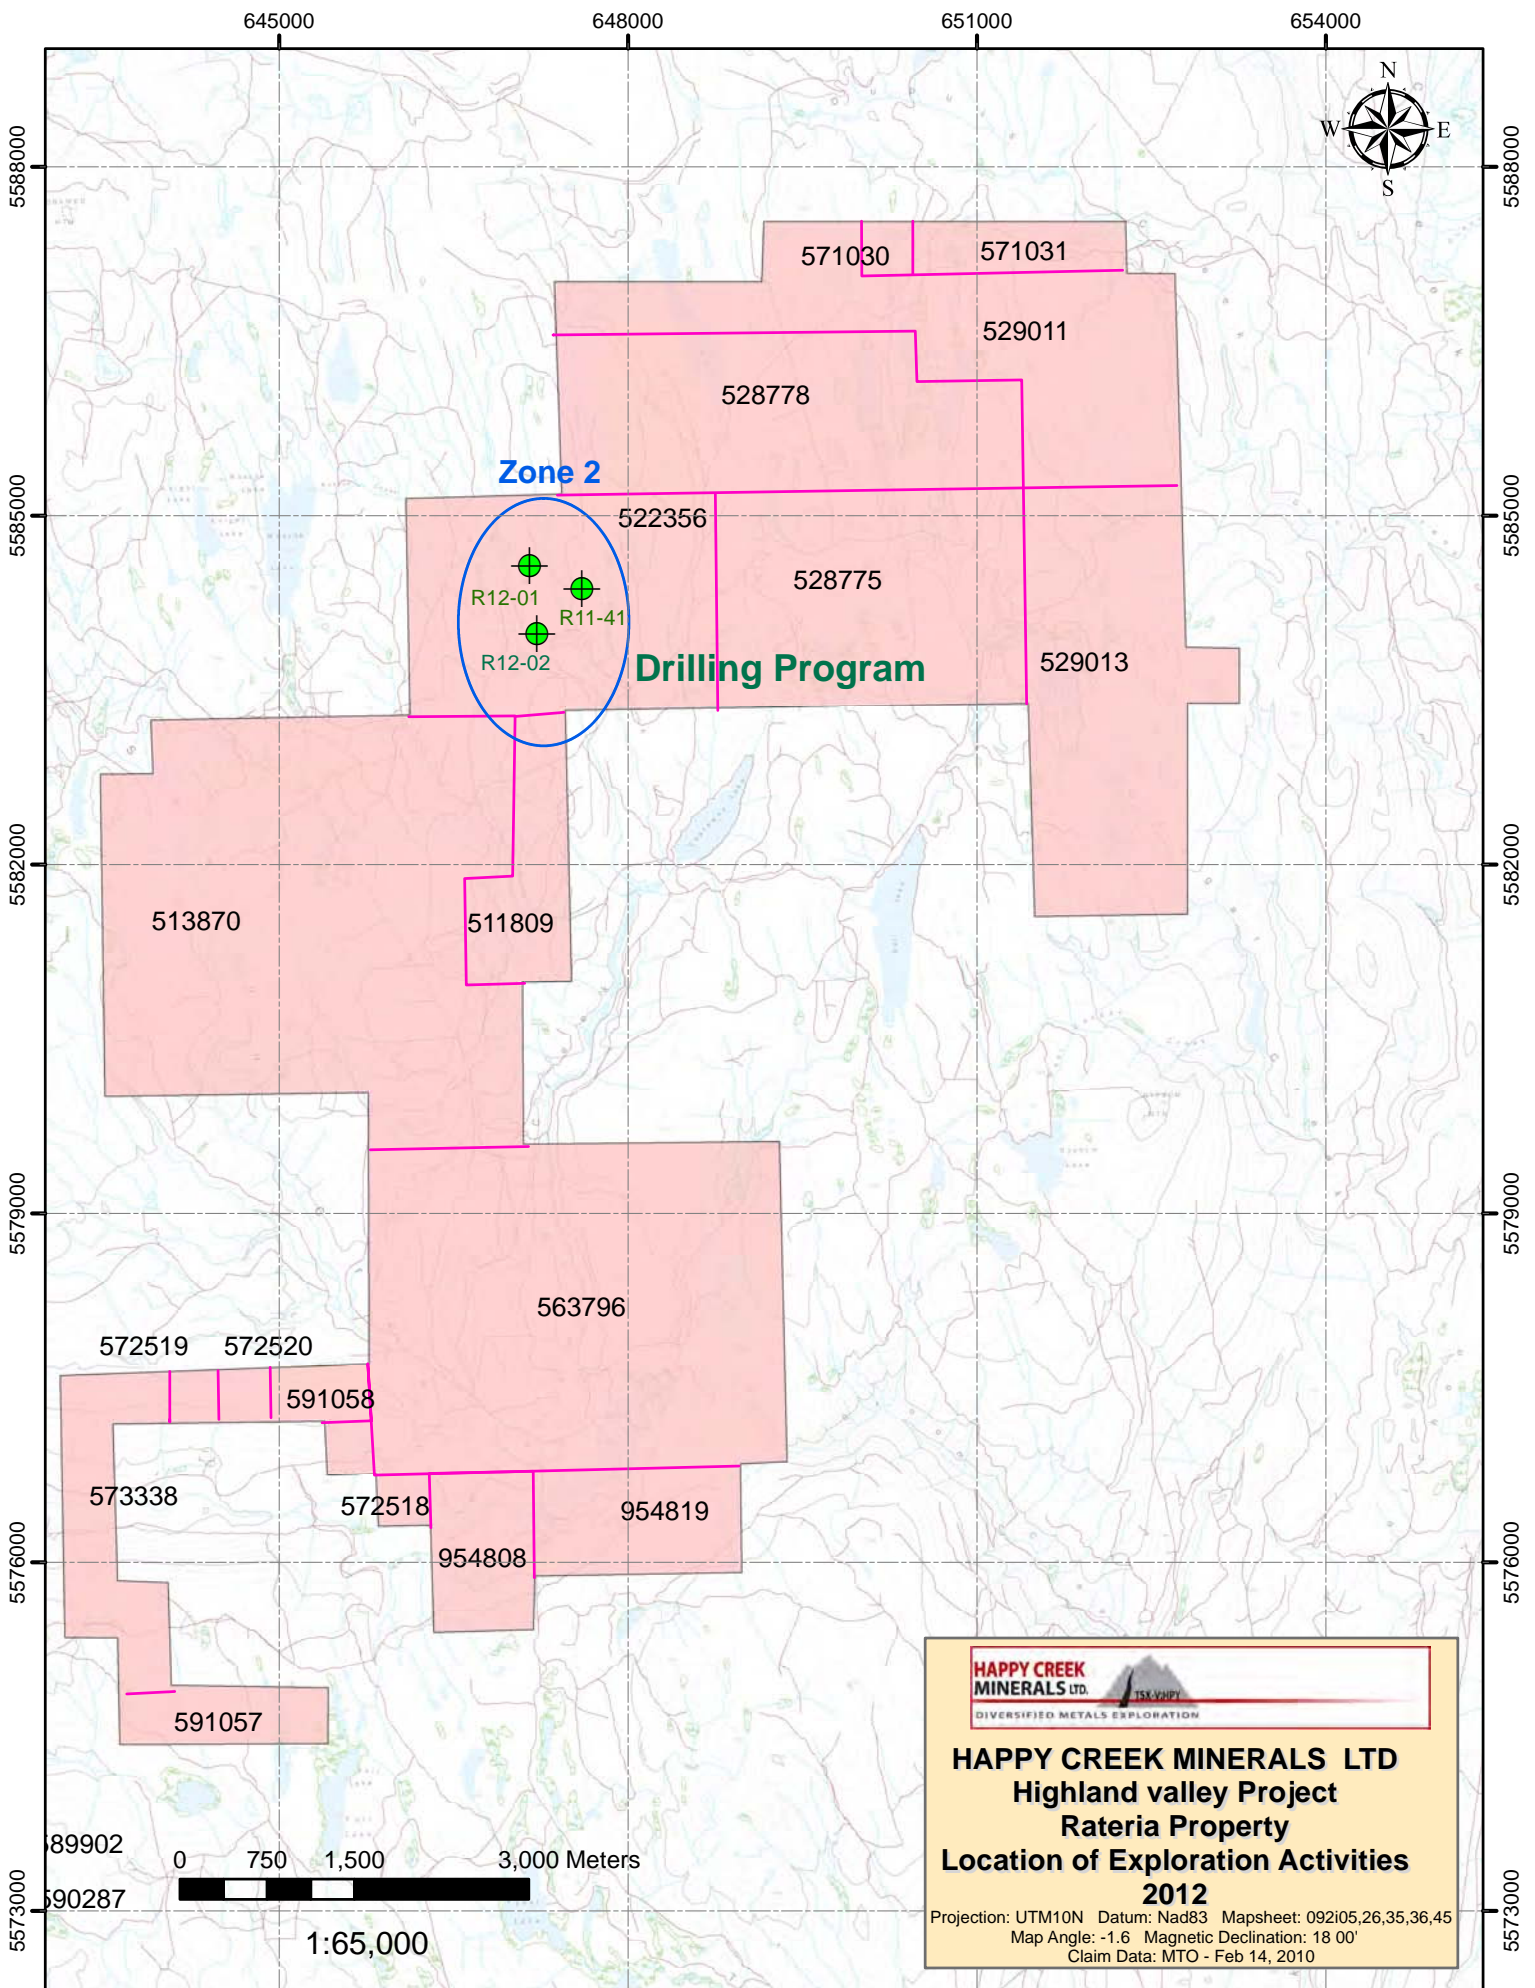 645000 648000 651000 654000
N
W E
S
5588000 5588000
571030 571031
529011
528778
Zone 2
522356
5585000 5585000
528775
R12-01
R11-41
R12-02
529013
Drilling Program
5582000 5582000
513870 511809
5579000 5579000
563796
572519 572520
591058
573338
572518 954819
954808
5576000 5576000
591057
HAPPY CREEK
MINERALS LTD.
TSX-V:HPY
DIVERSIFIED METALS EXPLORATION
HAPPY CREEK MINERALS LTD
Highland valley Project
Rateria Property
Location of Exploration Activities
2012
Projection: UTM10N Datum: Nad83 Mapsheet: 092i05,26,35,36,45
Map Angle: -1.6 Magnetic Declination: 18 00'
Claim Data: MTO - Feb 14, 2010
589902
0 750 1,500 3,000 Meters
590287
5573000 5573000
1:65,000